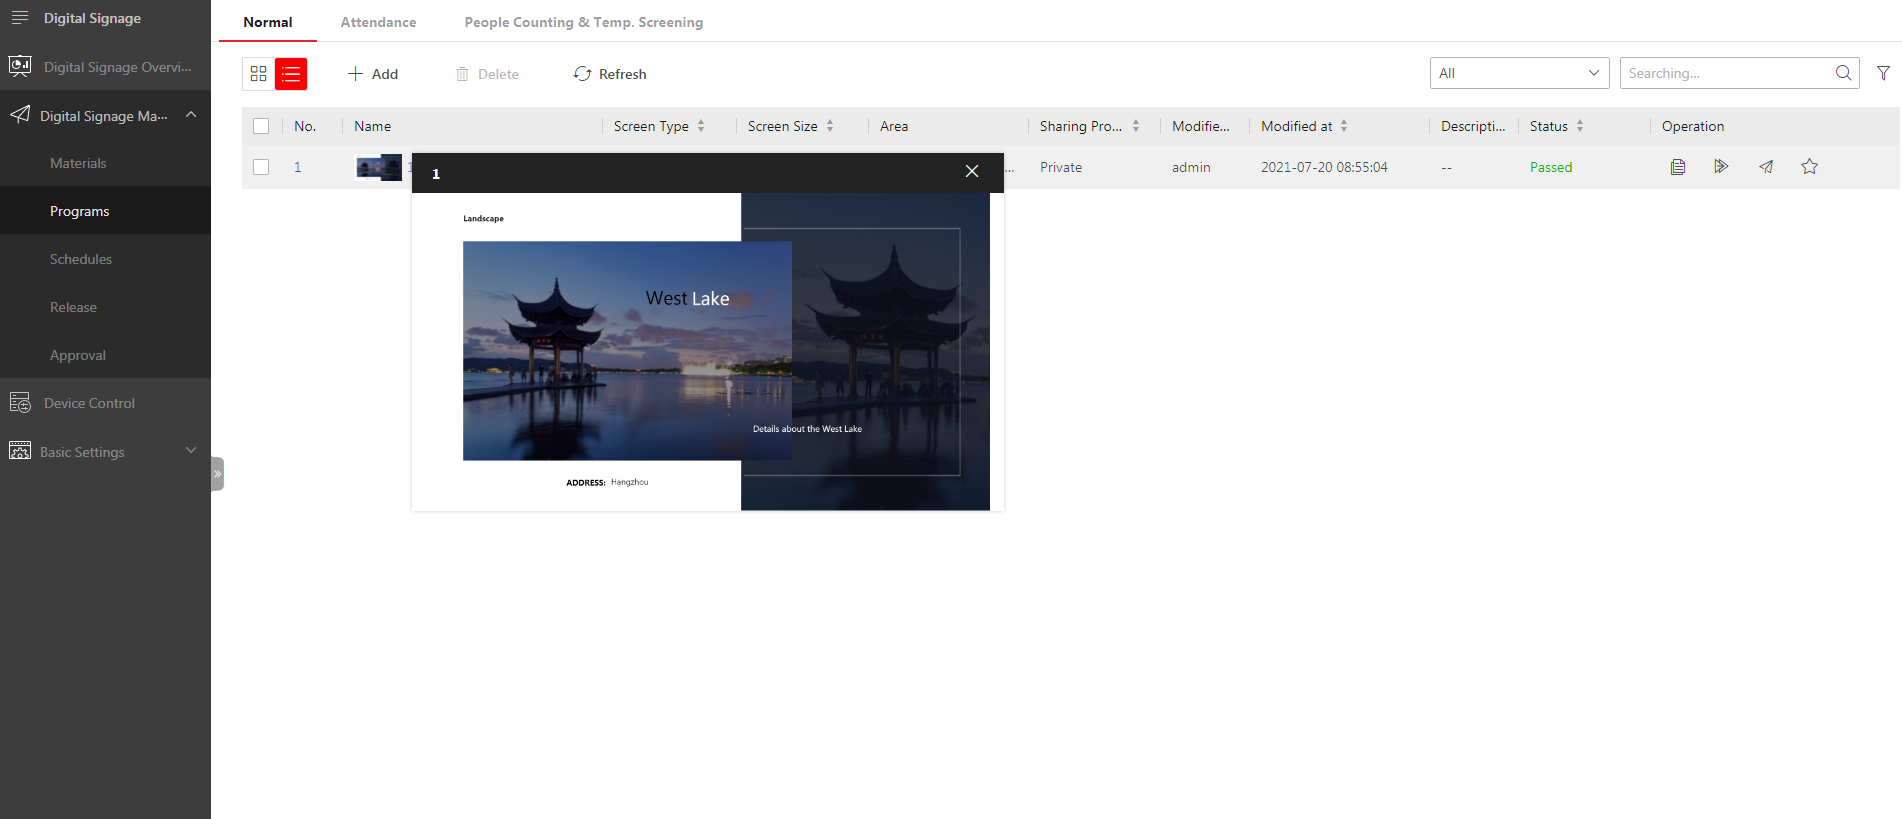 Digital Signage
Digital Signage Overvi...
Digital Signage Ma...
Materials
Programs
Schedules
Release
Approval
Device Control
Basic Settings
Normal Attendance People Counting & Temp. Screening
Add Delete Refresh All Searching...
No. Name Screen Type Screen Size Area Sharing Pro... Modifie... Modified at Descripti... Status Operation
1 ... Private admin 2021-07-20 08:55:04 -- Passed
1
Landscape
West Lake
Details about the West Lake
ADDRESS: Hangzhou